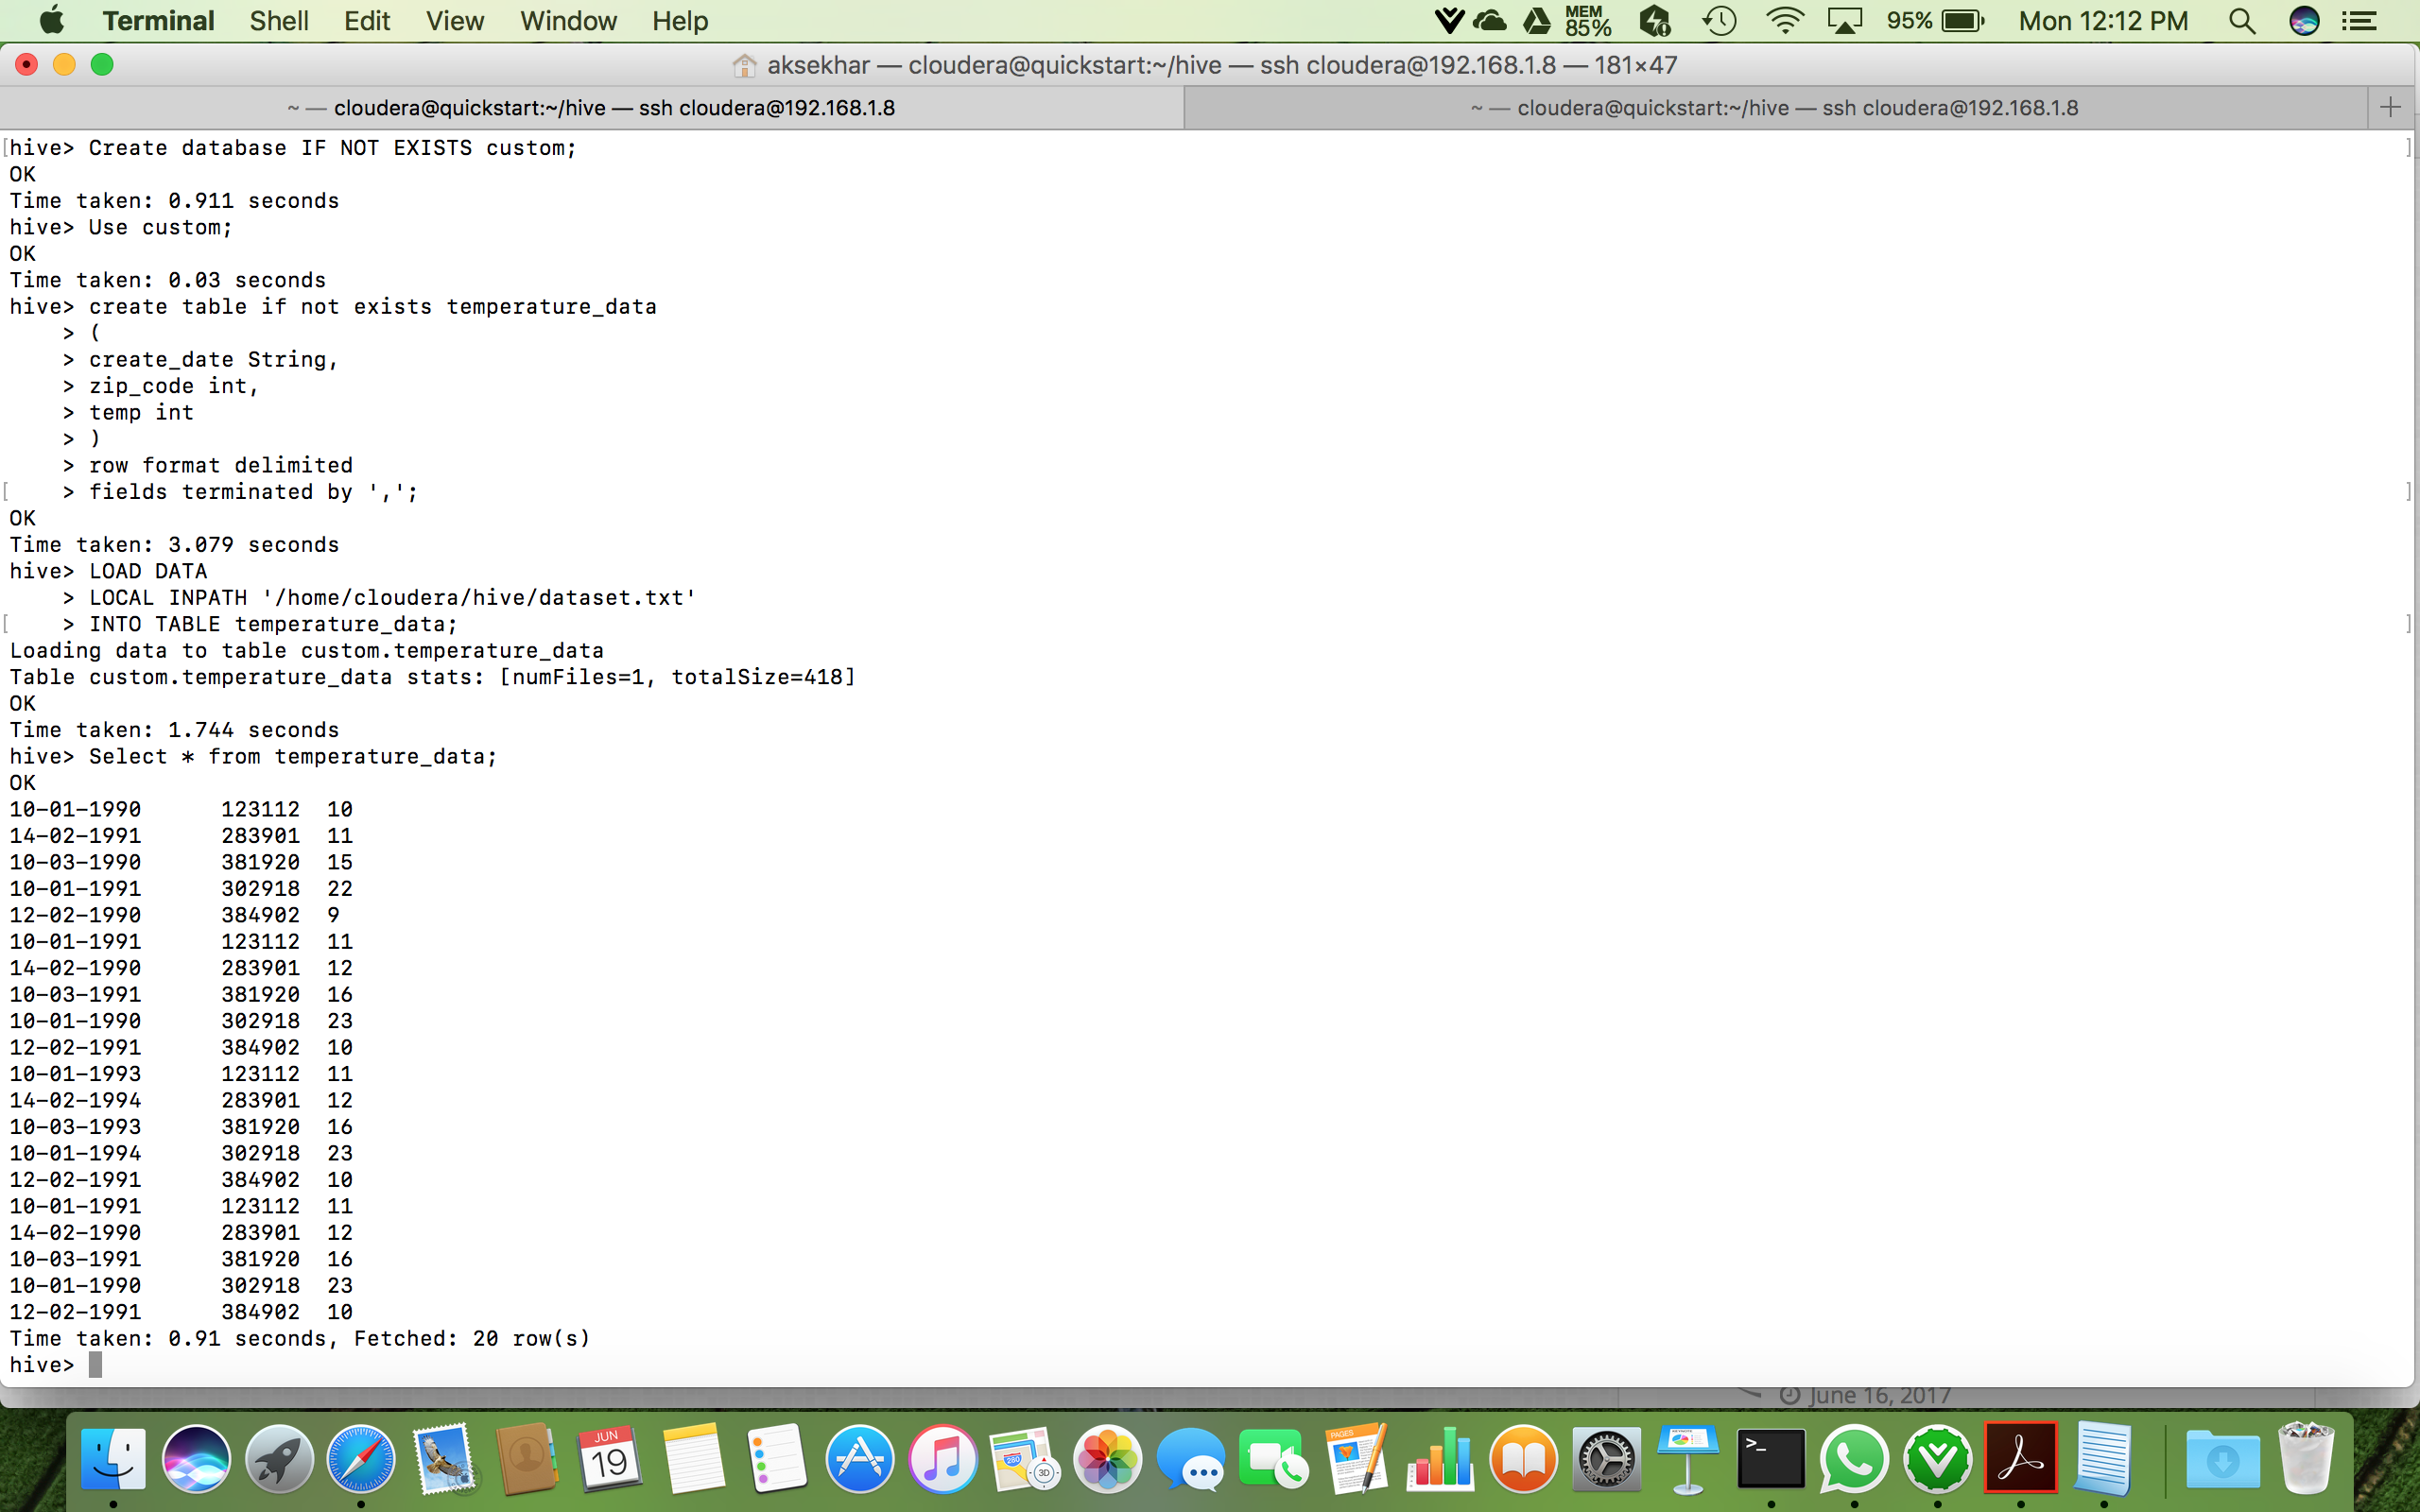 Terminal Shell Edit View Window Help MEM 85% 95% Mon 12:12 PM
aksekhar — cloudera@quickstart:~/hive — ssh cloudera@192.168.1.8 — 181×47
~ — cloudera@quickstart:~/hive — ssh cloudera@192.168.1.8 ~ — cloudera@quickstart:~/hive — ssh cloudera@192.168.1.8
[hive> Create database IF NOT EXISTS custom; ]
OK
Time taken: 0.911 seconds
hive> Use custom;
OK
Time taken: 0.03 seconds
hive> create table if not exists temperature_data
> (
> create_date String,
> zip_code int,
> temp int
> )
> row format delimited
[ > fields terminated by ','; ]
OK
Time taken: 3.079 seconds
hive> LOAD DATA
> LOCAL INPATH '/home/cloudera/hive/dataset.txt'
[ > INTO TABLE temperature_data; ]
Loading data to table custom.temperature_data
Table custom.temperature_data stats: [numFiles=1, totalSize=418]
OK
Time taken: 1.744 seconds
hive> Select * from temperature_data;
OK
10-01-1990 123112 10
14-02-1991 283901 11
10-03-1990 381920 15
10-01-1991 302918 22
12-02-1990 384902 9
10-01-1991 123112 11
14-02-1990 283901 12
10-03-1991 381920 16
10-01-1990 302918 23
12-02-1991 384902 10
10-01-1993 123112 11
14-02-1994 283901 12
10-03-1993 381920 16
10-01-1994 302918 23
12-02-1991 384902 10
10-01-1991 123112 11
14-02-1990 283901 12
10-03-1991 381920 16
10-01-1990 302918 23
12-02-1991 384902 10
Time taken: 0.91 seconds, Fetched: 20 row(s)
hive>
June 16, 2017
JUN
19
280
3D
PAGES
KEYNOTE
>_